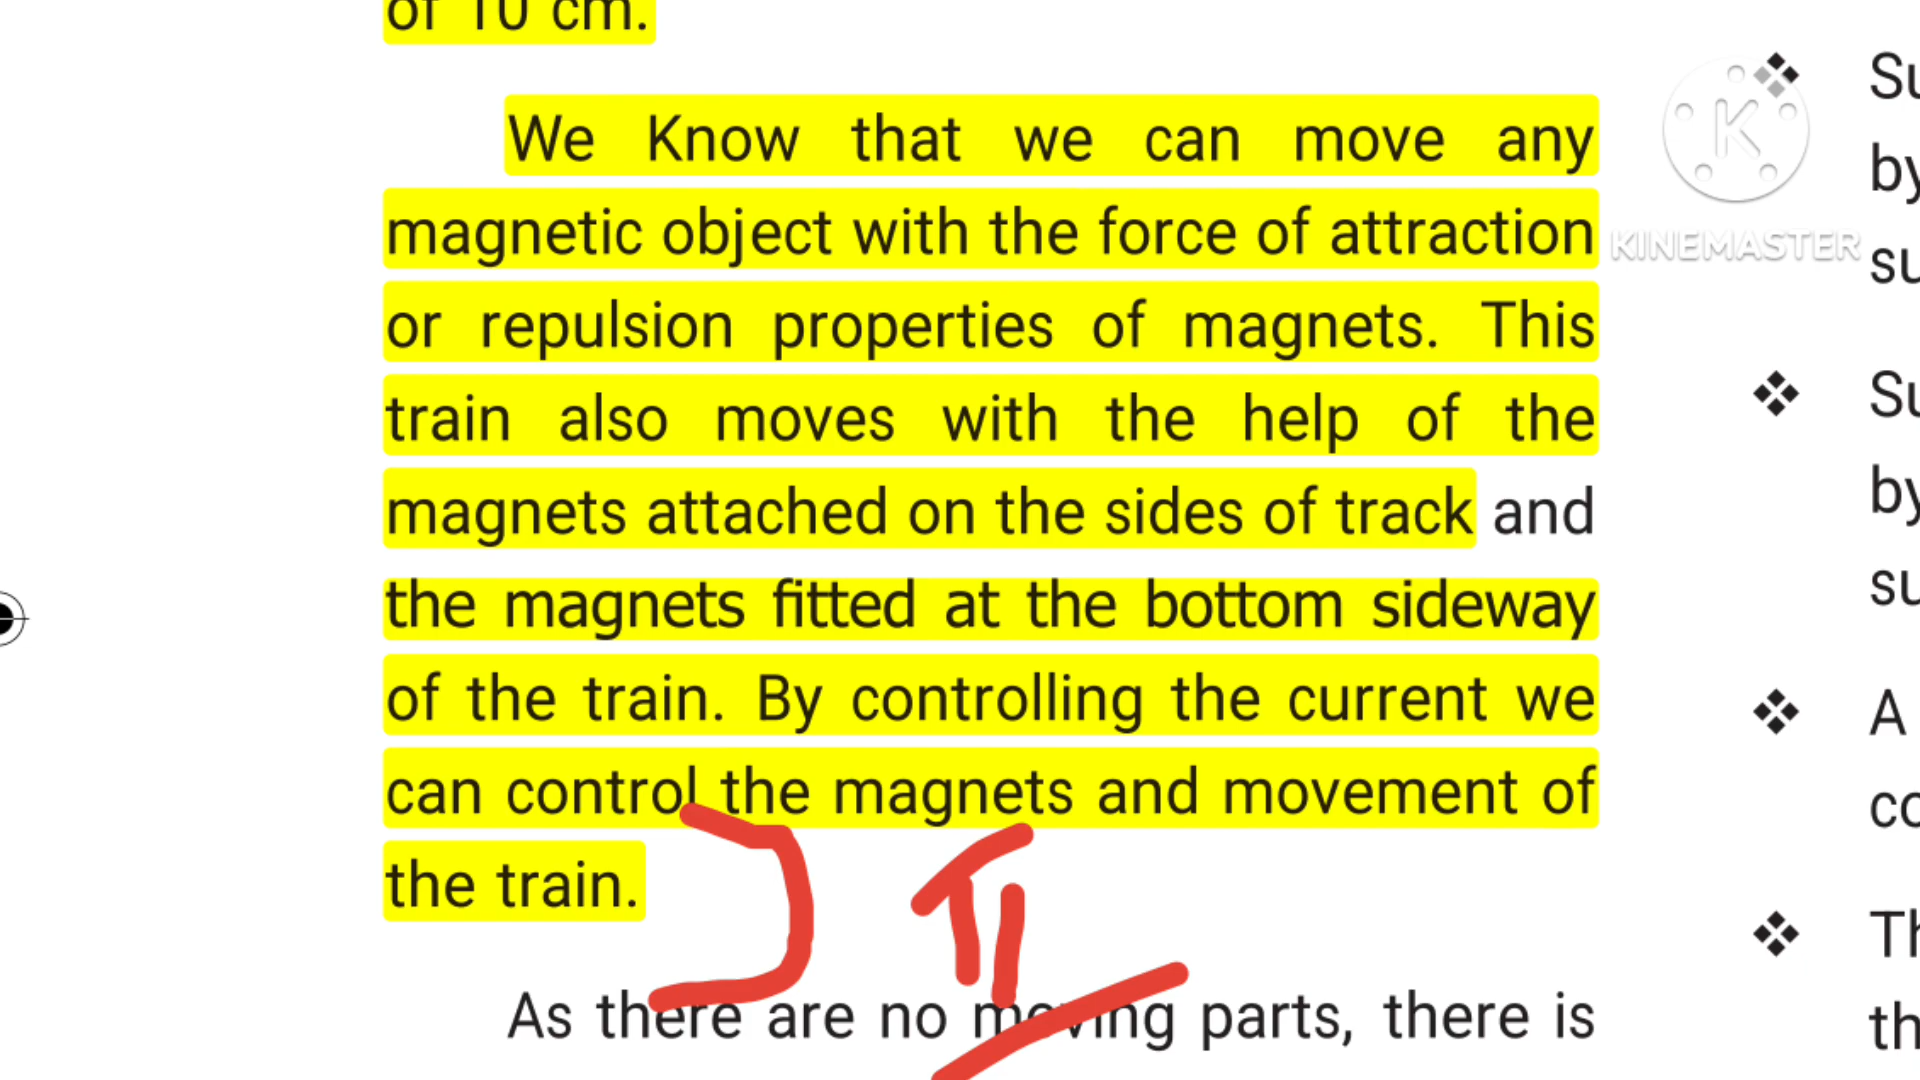 of 10 cm.
We Know that we can move any
magnetic object with the force of attraction
or repulsion properties of magnets. This
train also moves with the help of the
magnets attached on the sides of track and
the magnets fitted at the bottom sideway
of the train. By controlling the current we
can control the magnets and movement of
the train.
As there are no moving parts, there is
K
KINEMASTER
Su
by
su
Su
by
su
A
co
Th
th